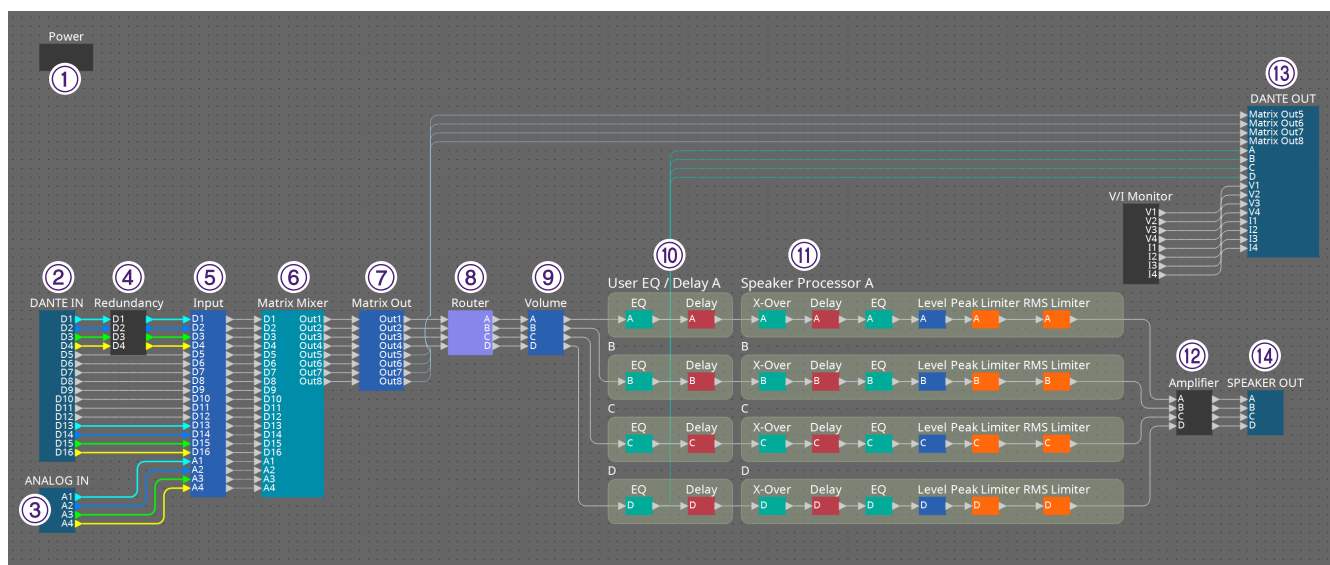 Power
①
⑬
DANTE OUT
Matrix Out5
Matrix Out6
Matrix Out7
Matrix Out8
A
B
C
D
V1
V2
V3
V4
I1
I2
I3
I4
V/I Monitor
V1
V2
V3
V4
I1
I2
I3
I4
②
DANTE IN
D1
D2
D3
D4
D5
D6
D7
D8
D9
D10
D11
D12
D13
D14
D15
D16
ANALOG IN
③
A1
A2
A3
A4
④
Redundancy
D1 D1
D2 D2
D3 D3
D4 D4
⑤
Input
D1
D2
D3
D4
D5
D6
D7
D8
D9
D10
D11
D12
D13
D14
D15
D16
A1
A2
A3
A4
⑥
Matrix Mixer
D1 Out1
D2 Out2
D3 Out3
D4 Out4
D5 Out5
D6 Out6
D7 Out7
D8 Out8
D9
D10
D11
D12
D13
D14
D15
D16
A1
A2
A3
A4
⑦
Matrix Out
Out1
Out2
Out3
Out4
Out5
Out6
Out7
Out8
⑧
Router
A
B
C
D
⑨
Volume
A
B
C
D
⑩
User EQ / Delay A
EQ Delay
A A
B
EQ Delay
B B
C
EQ Delay
C C
D
EQ Delay
D D
⑪
Speaker Processor A
X-Over Delay EQ Level Peak Limiter RMS Limiter
A A A A A A
B
X-Over Delay EQ Level Peak Limiter RMS Limiter
B B B B B B
C
X-Over Delay EQ Level Peak Limiter RMS Limiter
C C C C C C
D
X-Over Delay EQ Level Peak Limiter RMS Limiter
D D D D D D
⑫
Amplifier
A
B
C
D
⑭
SPEAKER OUT
A
B
C
D